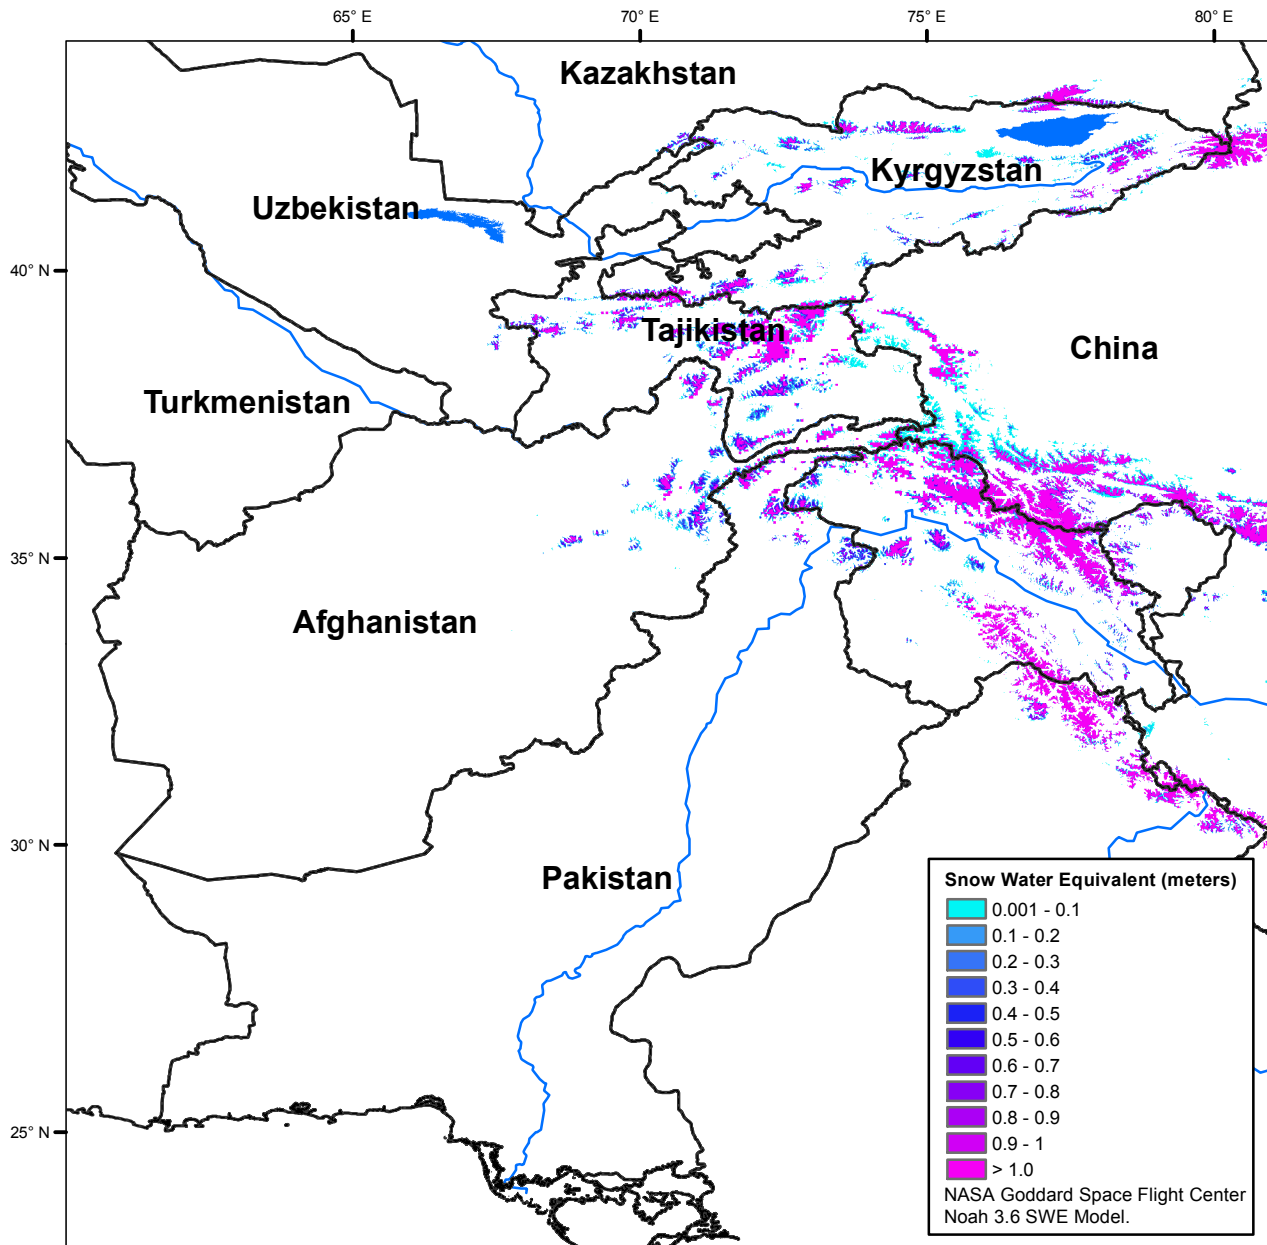 65° E
70° E
75° E
80° E
Kazakhstan
Kyrgyzstan
Uzbekistan
40° N
Tajikistan
China
Turkmenistan
35° N
Afghanistan
30° N
Pakistan
25° N
Snow Water Equivalent (meters)
0.001 - 0.1
0.1 - 0.2
0.2 - 0.3
0.3 - 0.4
0.4 - 0.5
0.5 - 0.6
0.6 - 0.7
0.7 - 0.8
0.8 - 0.9
0.9 - 1
> 1.0
NASA Goddard Space Flight Center
Noah 3.6 SWE Model.